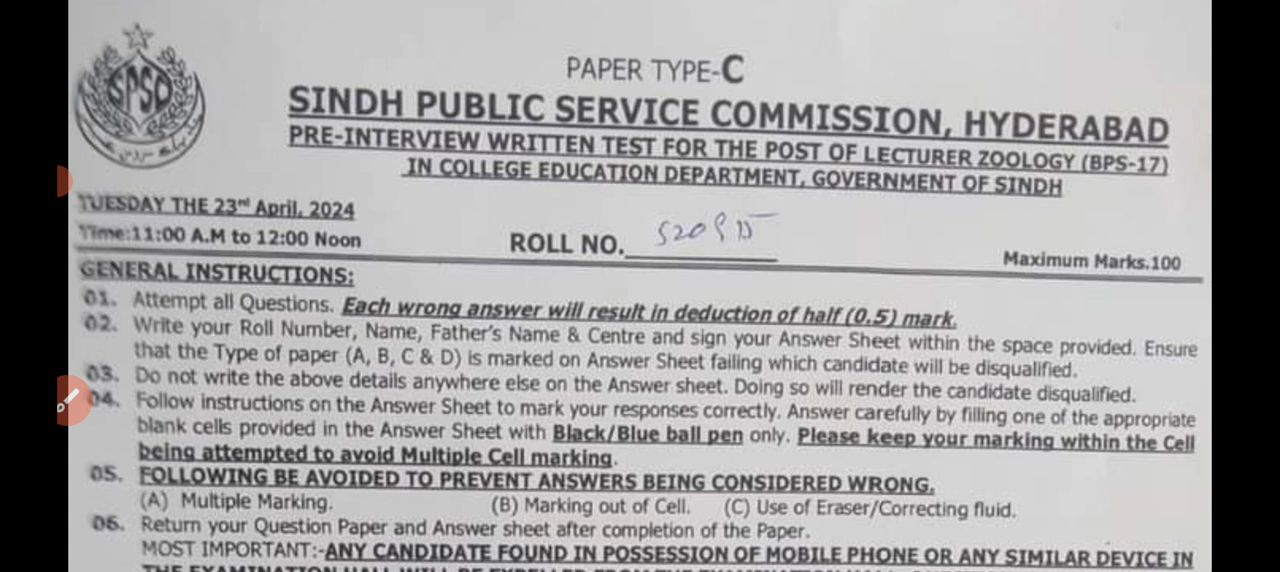 PAPER TYPE-C
SPSC
SINDH PUBLIC SERVICE COMMISSION, HYDERABAD
PRE-INTERVIEW WRITTEN TEST FOR THE POST OF LECTURER ZOOLOGY (BPS-17)
IN COLLEGE EDUCATION DEPARTMENT, GOVERNMENT OF SINDH
TUESDAY THE 23rd April, 2024
Time:11:00 A.M to 12:00 Noon
ROLL NO.
Maximum Marks.100
GENERAL INSTRUCTIONS:
01. Attempt all Questions. Each wrong answer will result in deduction of half (0.5) mark.
02. Write your Roll Number, Name, Father's Name & Centre and sign your Answer Sheet within the space provided. Ensure
that the Type of paper (A, B, C & D) is marked on Answer Sheet failing which candidate will be disqualified.
03. Do not write the above details anywhere else on the Answer sheet. Doing so will render the candidate disqualified.
04. Follow instructions on the Answer Sheet to mark your responses correctly. Answer carefully by filling one of the appropriate
blank cells provided in the Answer Sheet with Black/Blue ball pen only. Please keep your marking within the Cell
being attempted to avoid Multiple Cell marking.
05. FOLLOWING BE AVOIDED TO PREVENT ANSWERS BEING CONSIDERED WRONG.
(A) Multiple Marking. (B) Marking out of Cell. (C) Use of Eraser/Correcting fluid.
06. Return your Question Paper and Answer sheet after completion of the Paper.
MOST IMPORTANT:-ANY CANDIDATE FOUND IN POSSESSION OF MOBILE PHONE OR ANY SIMILAR DEVICE IN